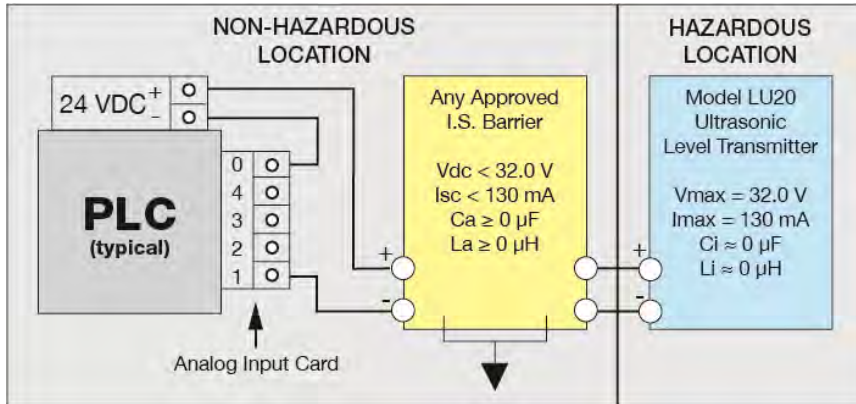 NON-HAZARDOUS
LOCATION
HAZARDOUS
LOCATION
24 VDC
+
-
PLC
(typical)
0
4
3
2
1
Analog Input Card
Any Approved
I.S. Barrier
Vdc < 32.0 V
Isc < 130 mA
Ca ≥ 0 µF
La ≥ 0 µH
+
-
Model LU20
Ultrasonic
Level Transmitter
Vmax = 32.0 V
Imax = 130 mA
Ci ≈ 0 µF
Li ≈ 0 µH
+
-